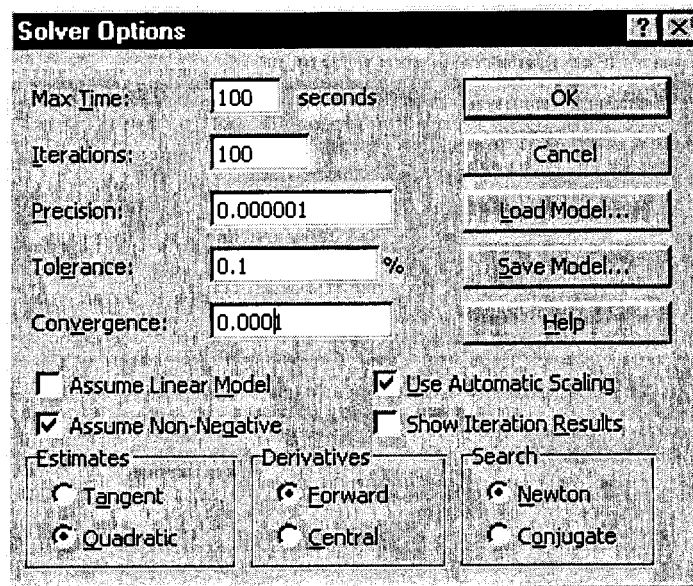 Solver Options ? X
Max Time: 100 seconds OK
Iterations: 100 Cancel
Precision: 0.000001 Load Model...
Tolerance: 0.1 % Save Model...
Convergence: 0.0001 Help
Assume Linear Model Use Automatic Scaling
Assume Non-Negative Show Iteration Results
Estimates Derivatives Search
Tangent Forward Newton
Quadratic Central Conjugate